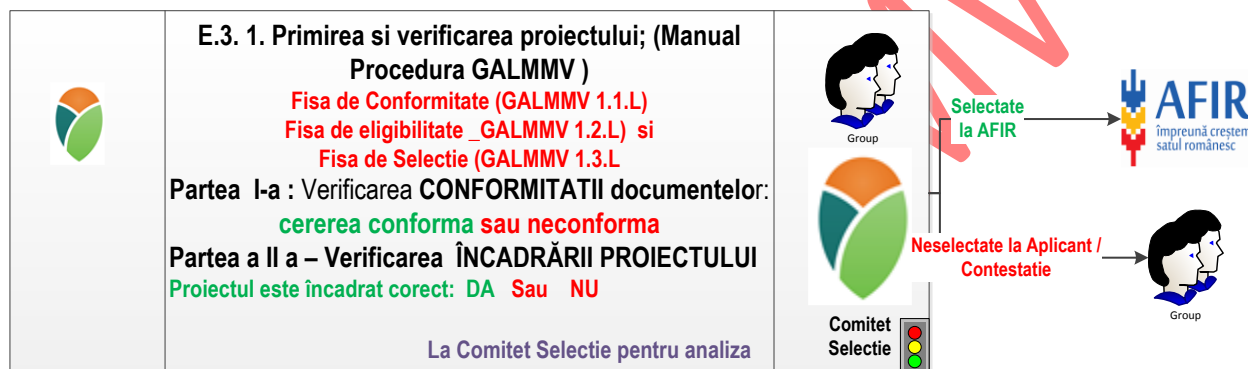 E.3. 1. Primirea si verificarea proiectului; (Manual
Procedura GALMMV )
Fisa de Conformitate (GALMMV 1.1.L)
Fisa de eligibilitate _GALMMV 1.2.L) si
Fisa de Selectie (GALMMV 1.3.L
Partea I-a : Verificarea CONFORMITATII documentelor:
cererea conforma sau neconforma
Partea a II a – Verificarea ÎNCADRĂRII PROIECTULUI
Proiectul este încadrat corect: DA Sau NU
La Comitet Selectie pentru analiza
Group
Comitet
Selectie
Selectate
la AFIR
AFIR
împreună creștem
satul românesc
Neselectate la Aplicant /
Contestatie
Group